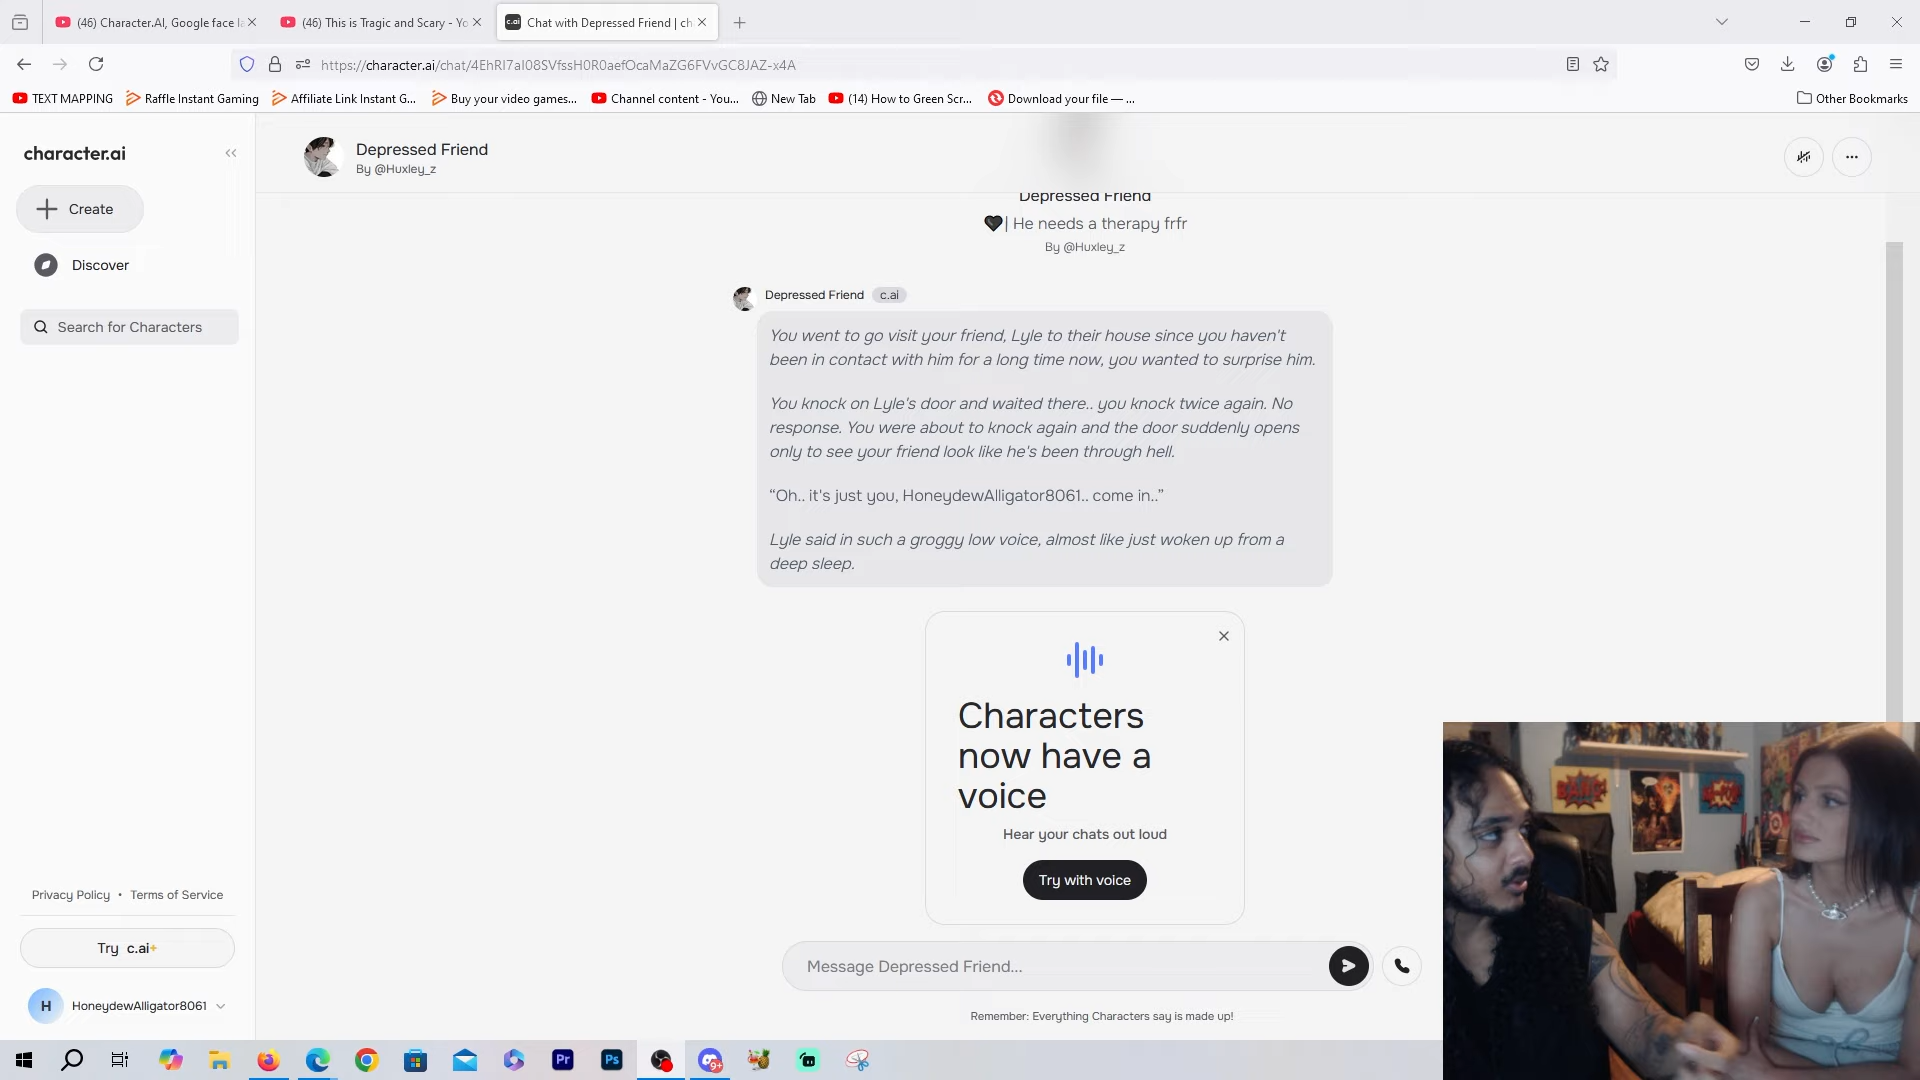 (46) Character.AI, Google face la
(46) This is Tragic and Scary - Yo
c.ai
Chat with Depressed Friend | ch
https://character.ai/chat/4EhRI7aI08SVfssH0R0aefOcaMaZG6FVvGC8JAZ-x4A
TEXT MAPPING
Raffle Instant Gaming
Affiliate Link Instant G...
Buy your video games...
Channel content - You...
New Tab
(14) How to Green Scr...
Download your file — ...
Other Bookmarks
character.ai
Create
Discover
Search for Characters
Depressed Friend
By @Huxley_z
Depressed Friend
🖤| He needs a therapy frfr
By @Huxley_z
Depressed Friend c.ai
You went to go visit your friend, Lyle to their house since you haven't
been in contact with him for a long time now, you wanted to surprise him.
You knock on Lyle's door and waited there.. you knock twice again. No
response. You were about to knock again and the door suddenly opens
only to see your friend look like he's been through hell.
“Oh.. it's just you, HoneydewAlligator8061.. come in..”
Lyle said in such a groggy low voice, almost like just woken up from a
deep sleep.
Characters
now have a
voice
Hear your chats out loud
Try with voice
Message Depressed Friend...
Remember: Everything Characters say is made up!
Privacy Policy • Terms of Service
Try c.ai+
H
HoneydewAlligator8061
Pr
Ps
9+